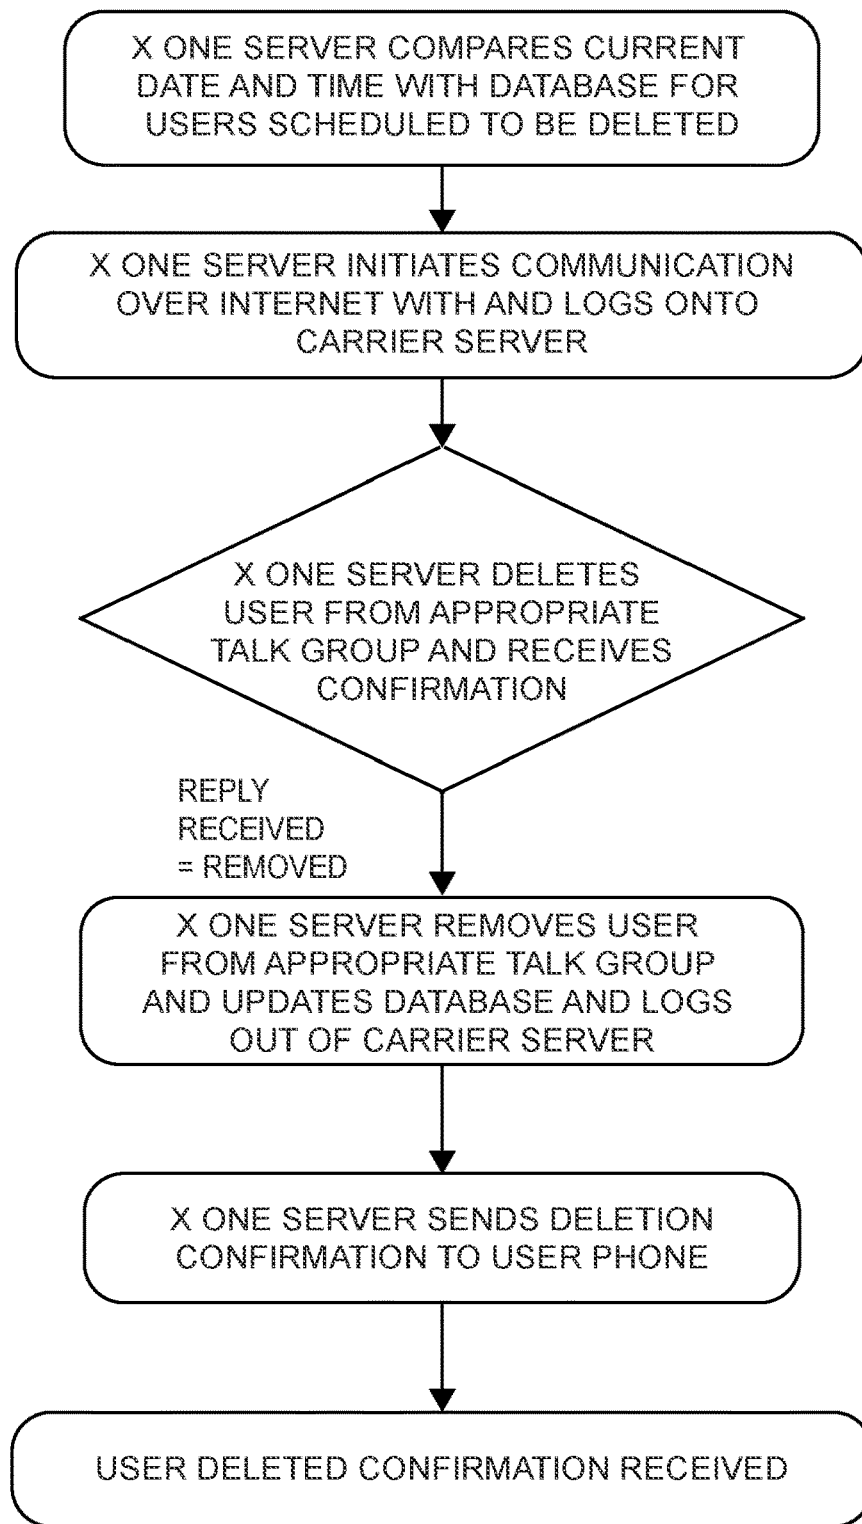 X ONE SERVER COMPARES CURRENT
DATE AND TIME WITH DATABASE FOR
USERS SCHEDULED TO BE DELETED
X ONE SERVER INITIATES COMMUNICATION
OVER INTERNET WITH AND LOGS ONTO
CARRIER SERVER
X ONE SERVER DELETES
USER FROM APPROPRIATE
TALK GROUP AND RECEIVES
CONFIRMATION
REPLY
RECEIVED
= REMOVED
X ONE SERVER REMOVES USER
FROM APPROPRIATE TALK GROUP
AND UPDATES DATABASE AND LOGS
OUT OF CARRIER SERVER
X ONE SERVER SENDS DELETION
CONFIRMATION TO USER PHONE
USER DELETED CONFIRMATION RECEIVED